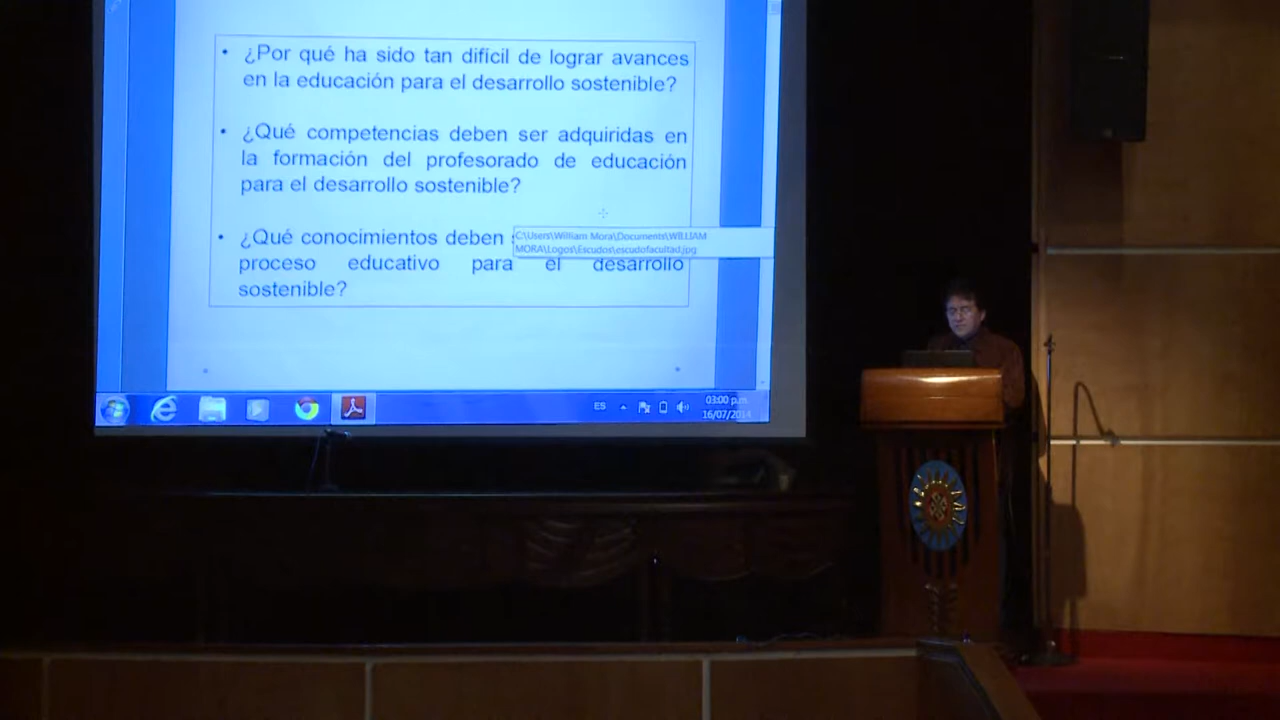 • ¿Por qué ha sido tan difícil de lograr avances
en la educación para el desarrollo sostenible?
• ¿Qué competencias deben ser adquiridas en
la formación del profesorado de educación
para el desarrollo sostenible?
• ¿Qué conocimientos deben
C:\Users\William Mora\Documents\WILLIAM
MORA\Logos\Escudos\escudofacultad.jpg
proceso educativo para el desarrollo
sostenible?
ES
03:00 p.m.
16/07/2014